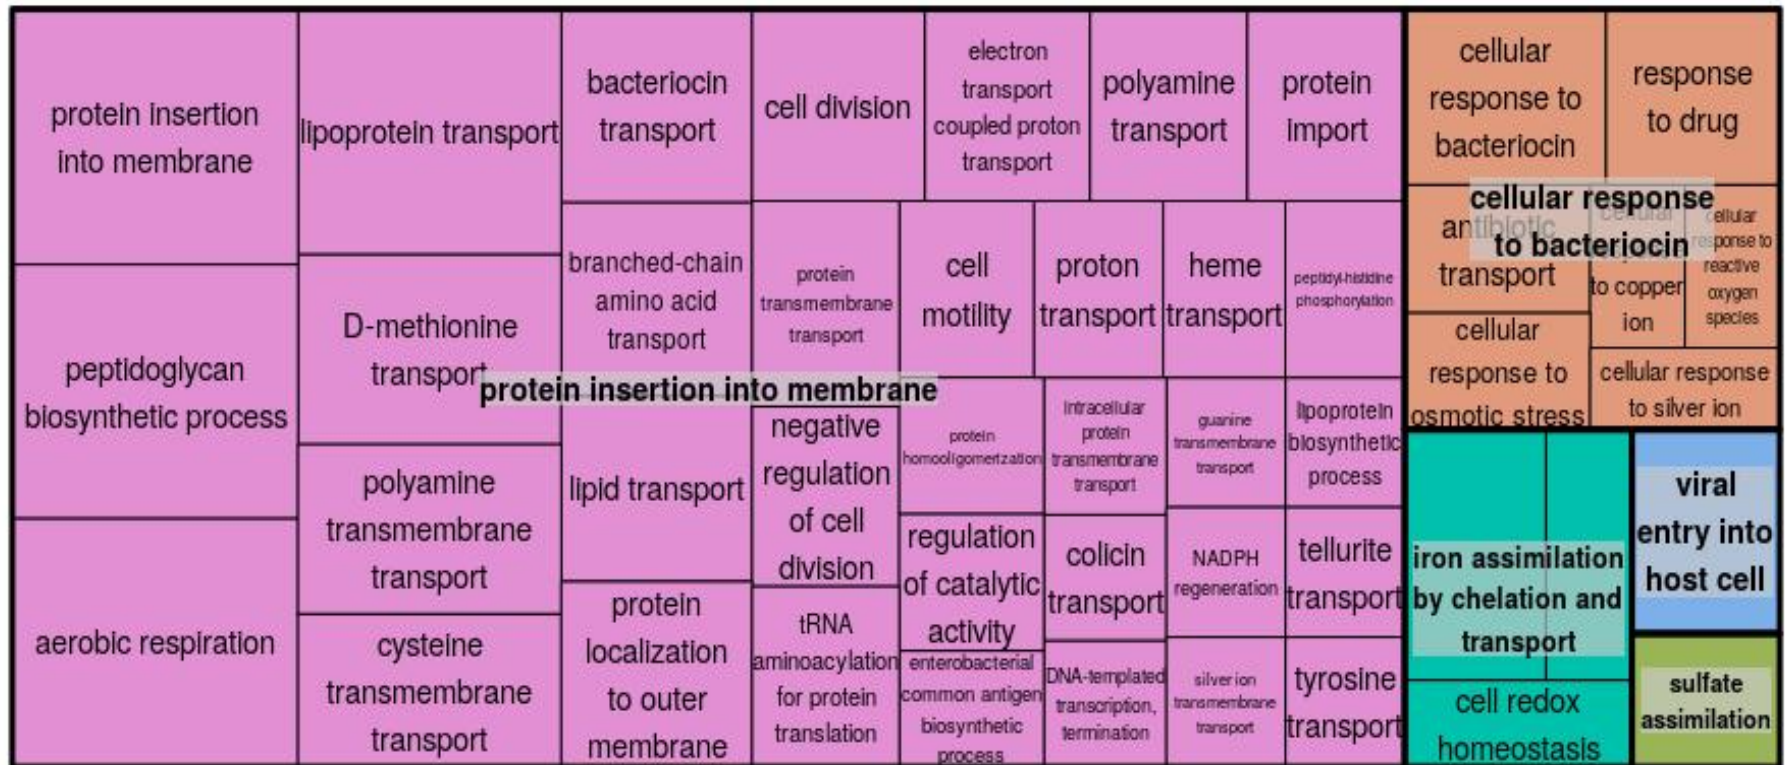 protein insertion
into membrane
peptidoglycan
biosynthetic process
aerobic respiration
lipoprotein transport
D-methionine
transport
polyamine
transmembrane
transport
cysteine
transmembrane
transport
bacteriocin
transport
branched-chain
amino acid
transport
lipid transport
protein
localization
to outer
membrane
cell division
electron
transport
coupled proton
transport
polyamine
transport
protein
import
protein
transmembrane
transport
cell
motility
proton
transport
heme
transport
peptidyl-histidine
phosphorylation
protein insertion into membrane
negative
regulation
of cell
division
tRNA
aminoacylation
for protein
translation
protein
homooligomerization
regulation
of catalytic
activity
enterobacterial
common antigen
biosynthetic
process
intracellular
protein
transmembrane
transport
colicin
transport
DNA-templated
transcription,
termination
guanine
transmembrane
transport
NADPH
regeneration
silver ion
transmembrane
transport
lipoprotein
biosynthetic
process
tellurite
transport
tyrosine
transport
cellular
response to
bacteriocin
response
to drug
cellular response
to bacteriocin
antibiotic
transport
cellular
to copper
ion
cellular
response to
reactive
oxygen
species
cellular
response to
osmotic stress
cellular response
to silver ion
iron assimilation
by chelation and
transport
cell redox
homeostasis
viral
entry into
host cell
sulfate
assimilation